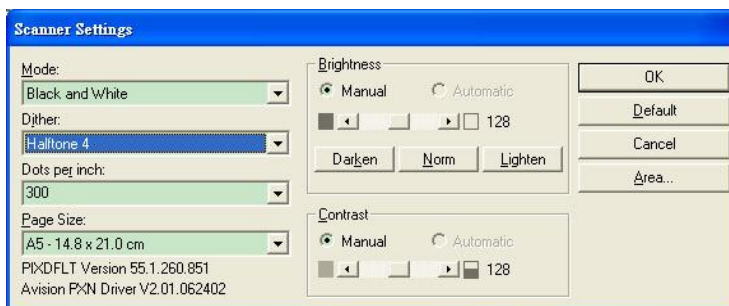 Scanner Settings
Mode:
Black and White
Dither:
Halftone 4
Dots per inch:
300
Page Size:
A5 - 14.8 x 21.0 cm
PIXDFLT Version 55.1.260.851
Avision PXN Driver V2.01.062402
Brightness
Manual Automatic
128
Darken Norm Lighten
Contrast
Manual Automatic
128
OK
Default
Cancel
Area...